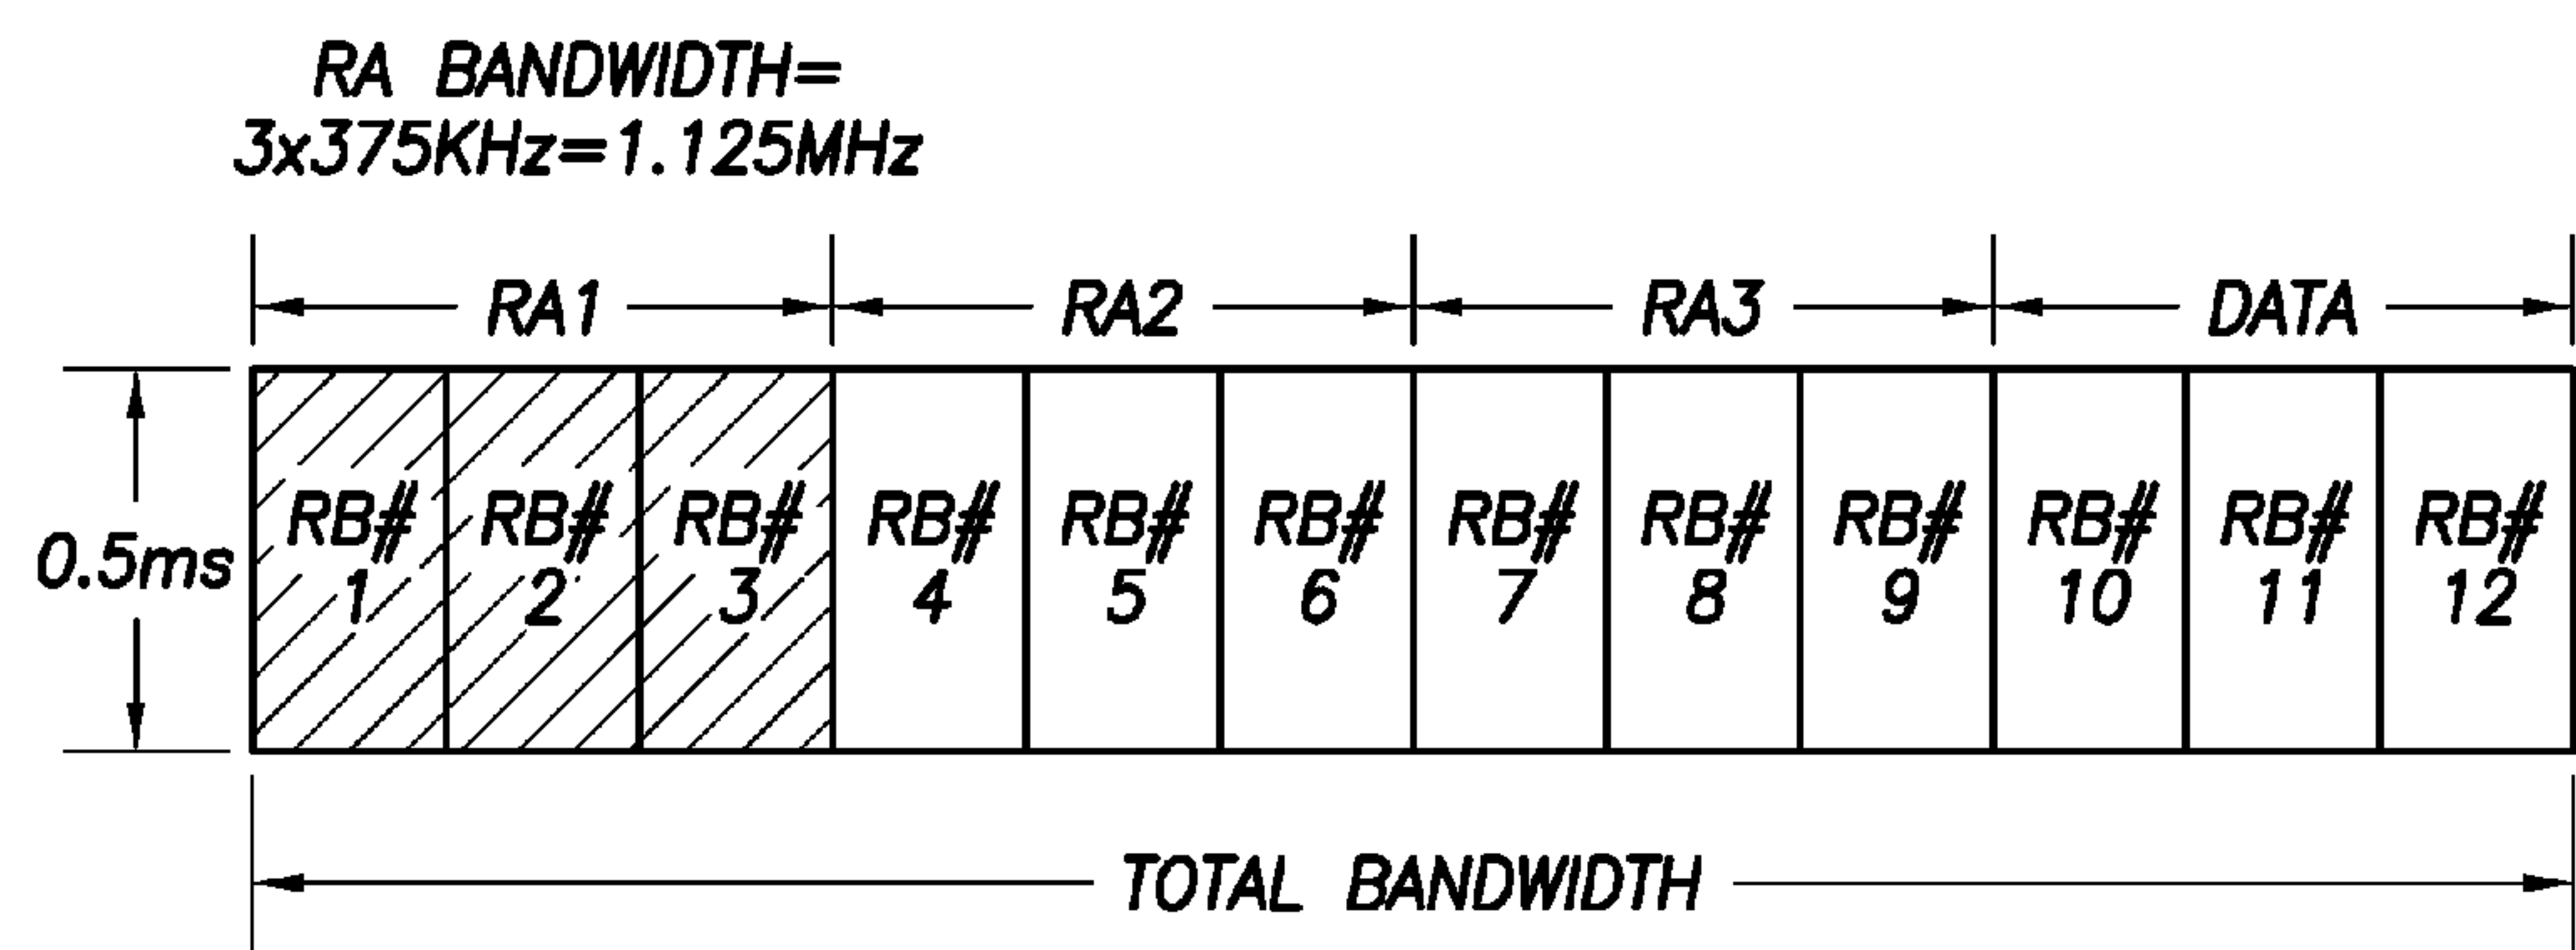 RA BANDWIDTH=
3x375KHz=1.125MHz
RA1 RA2 RA3 DATA
RB# RB# RB# RB# RB# RB# RB# RB# RB# RB# RB# RB#
0.5ms
1 2 3 4 5 6 7 8 9 10 11 12
TOTAL BANDWIDTH